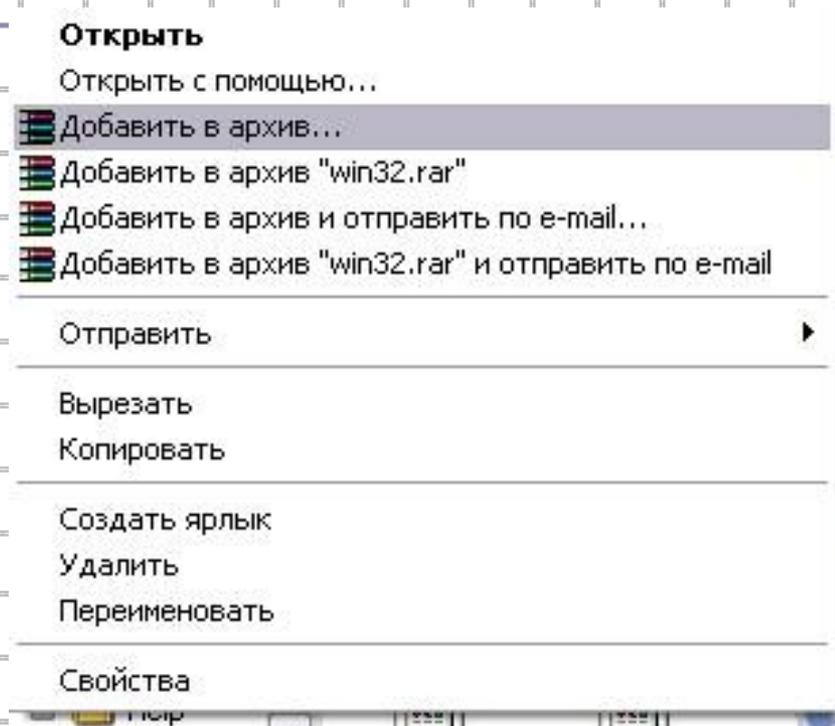 Открыть
Открыть с помощью...
Добавить в архив...
Добавить в архив "win32.rar"
Добавить в архив и отправить по e-mail...
Добавить в архив "win32.rar" и отправить по e-mail
Отправить
Вырезать
Копировать
Создать ярлык
Удалить
Переименовать
Свойства